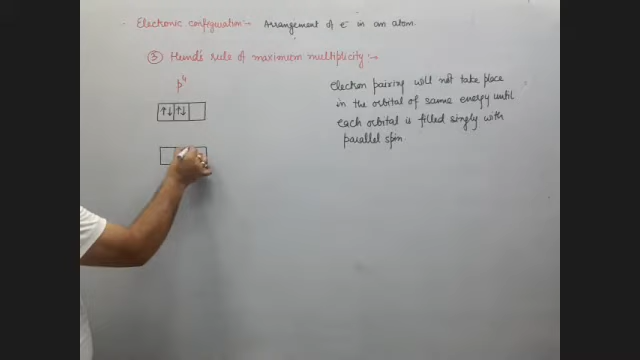 - Electronic configuration - Arrangement of e⁻ in an atom.
③ Hund's rule of maximum multiplicity :-
p⁴
↑↓ ↑↓
electron pairing will not take place
in the orbital of same energy until
each orbital is filled singly with
parallel spin